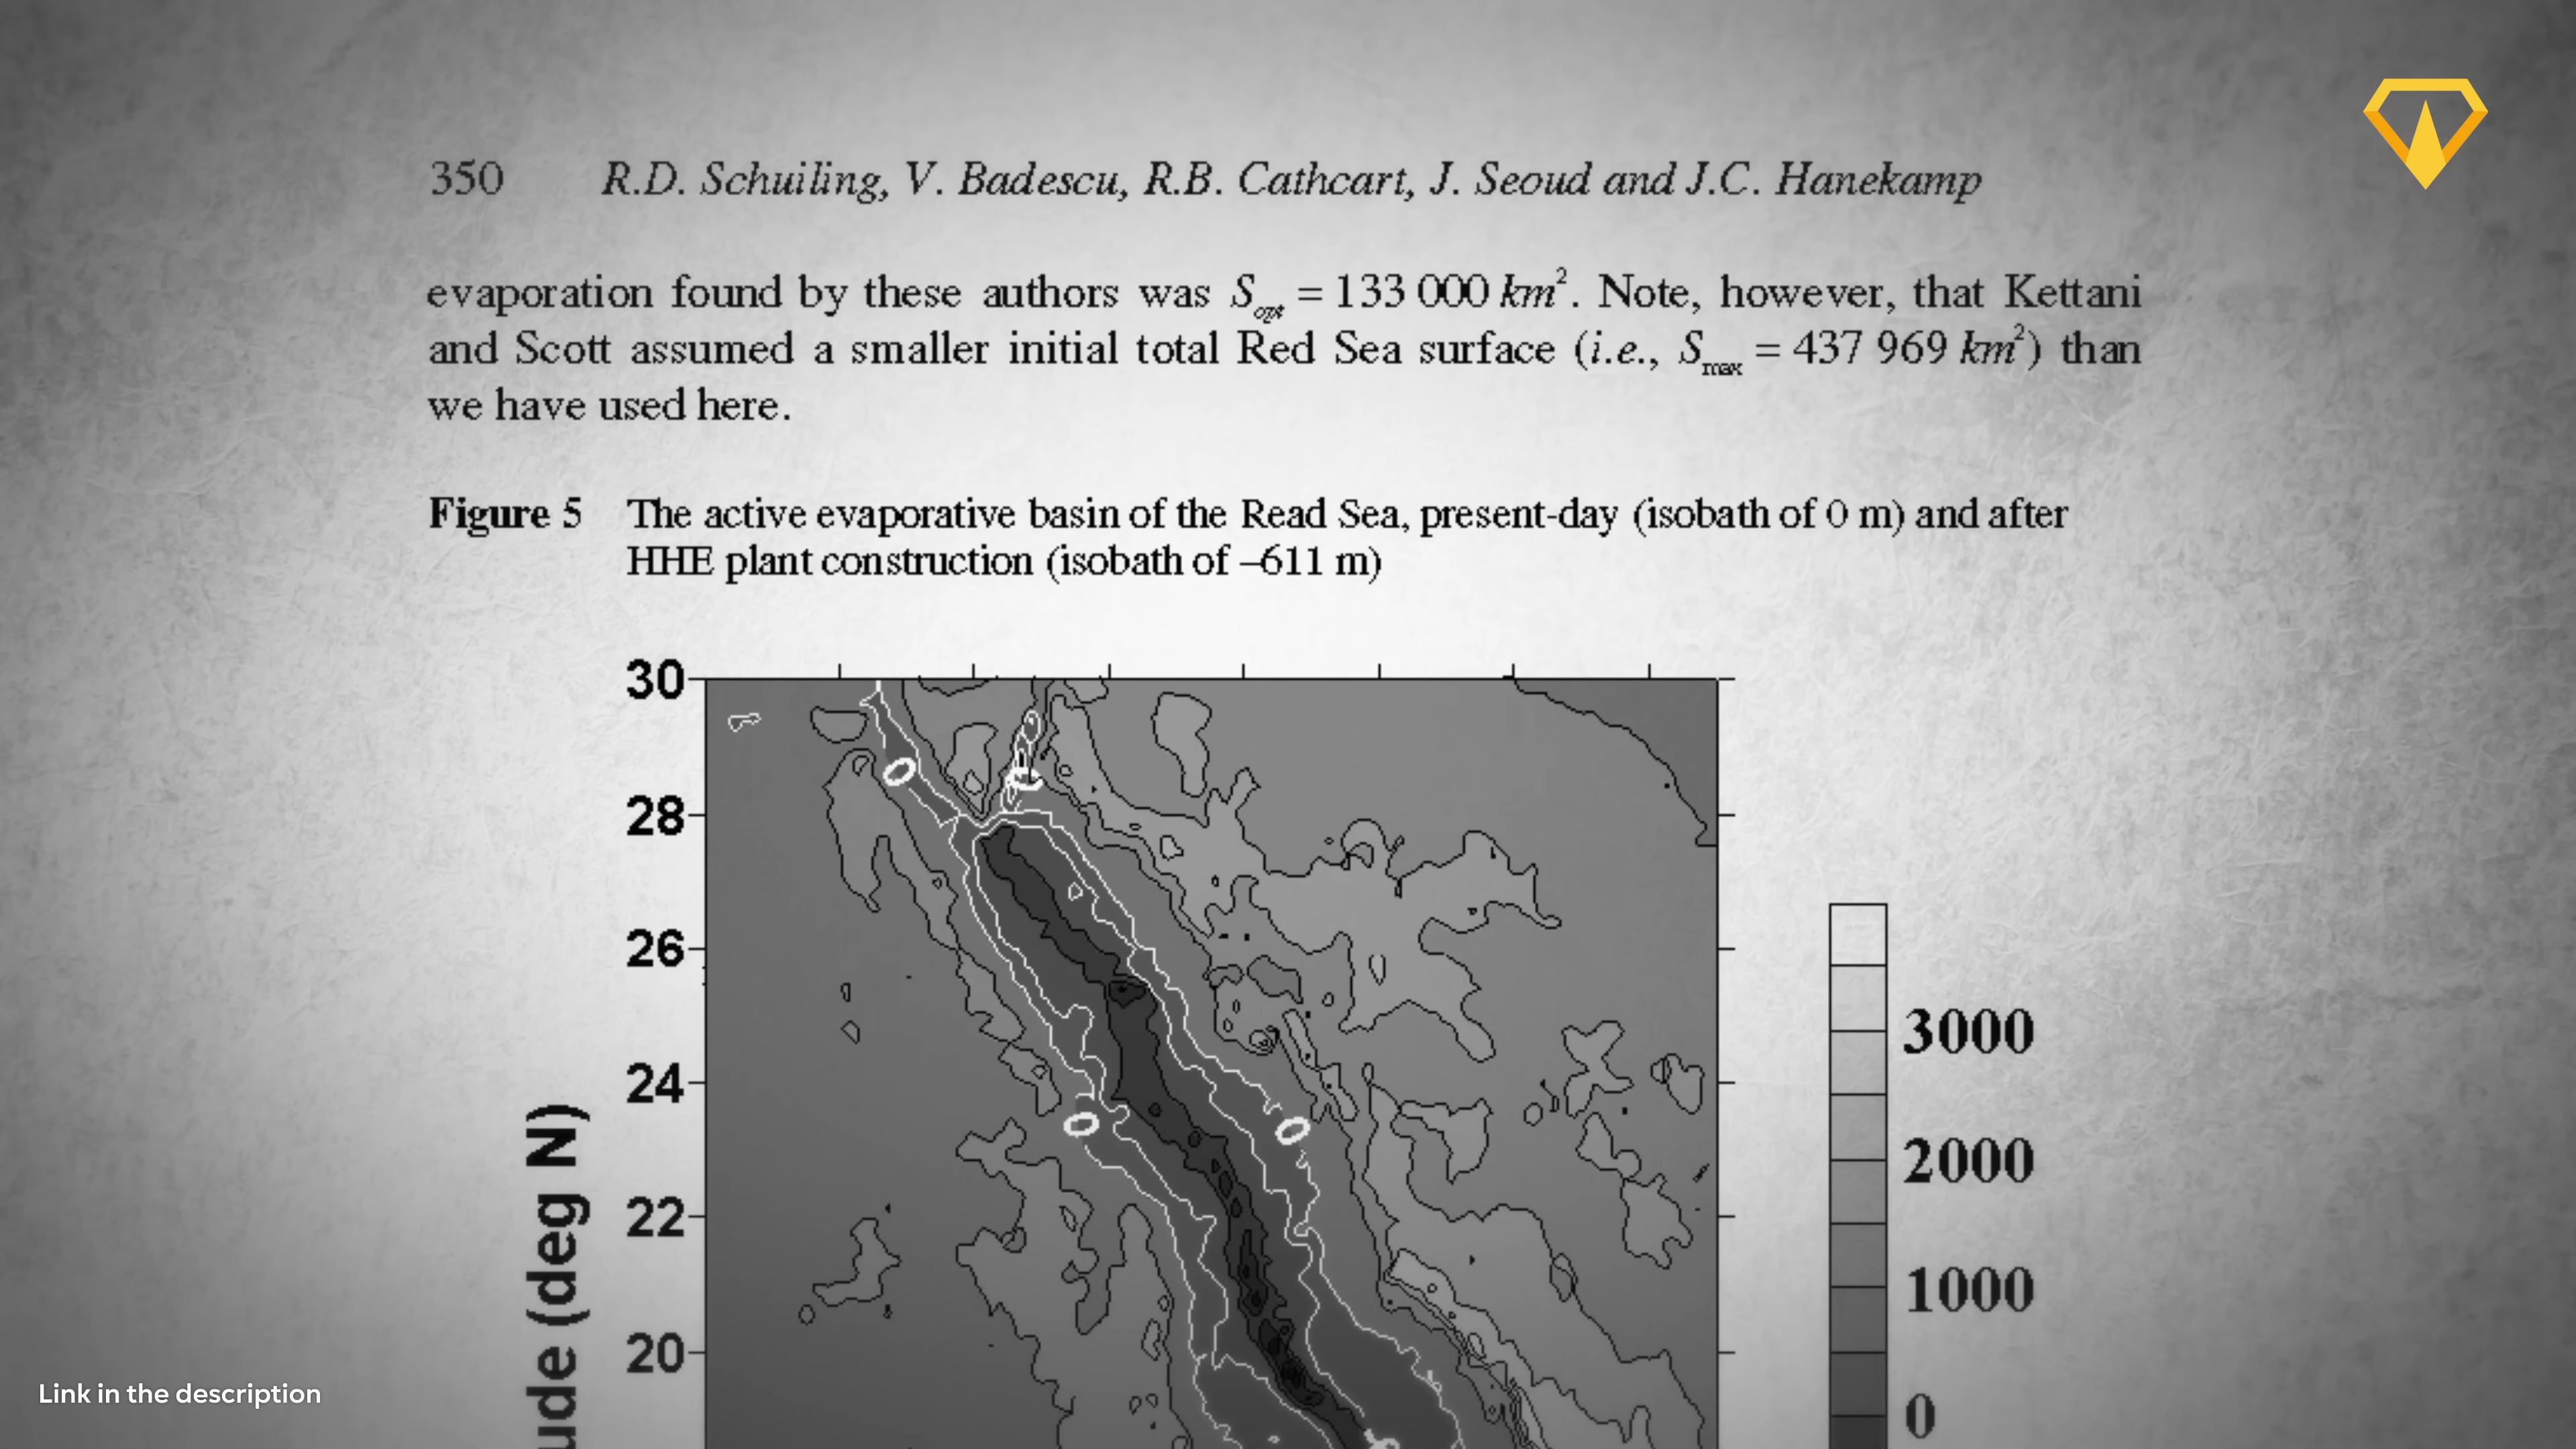 350 R.D. Schuiling, V. Badescu, R.B. Cathcart, J. Seoud and J.C. Hanekamp
evaporation found by these authors was Sopt = 133 000 km². Note, however, that Kettani
and Scott assumed a smaller initial total Red Sea surface (i.e., Smax = 437 969 km²) than
we have used here.
Figure 5 The active evaporative basin of the Read Sea, present-day (isobath of 0 m) and after
HHE plant construction (isobath of –611 m)
30
28
26
24
22
20
ude (deg N)
0
0
0
0
3000
2000
1000
0
Link in the description